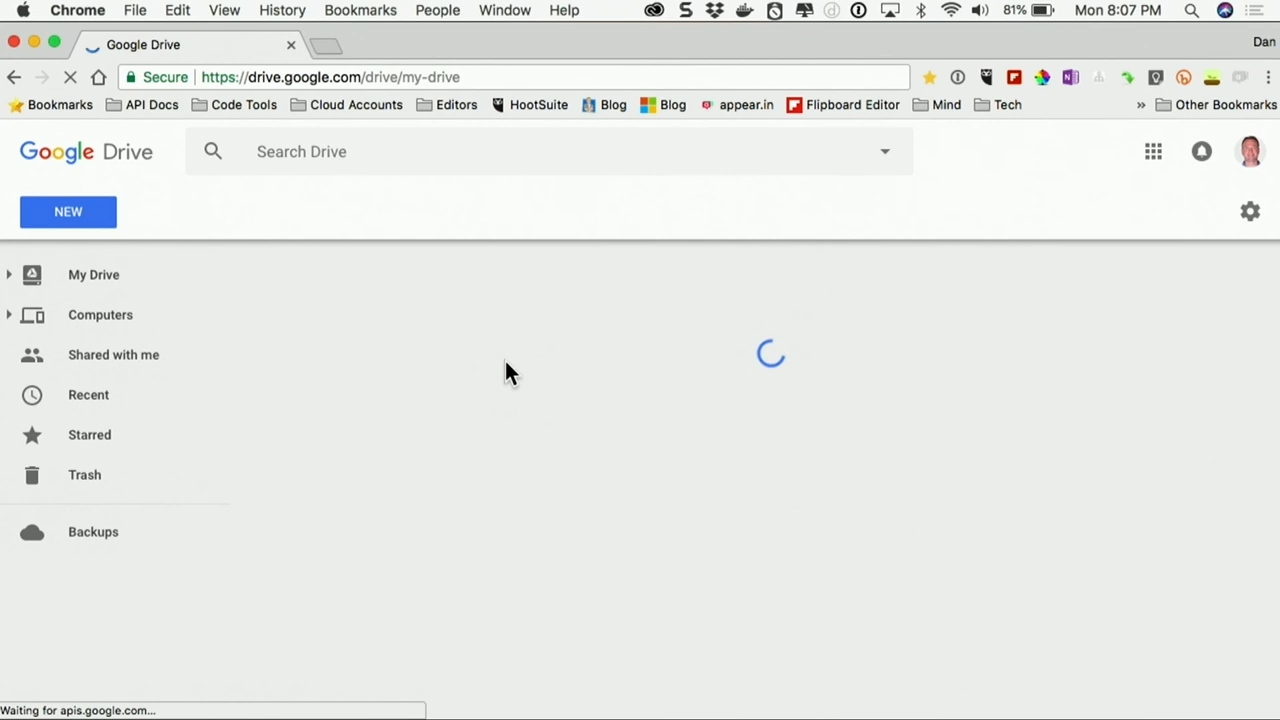 Chrome File Edit View History Bookmarks People Window Help 81% Mon 8:07 PM
Google Drive Dan
Secure https://drive.google.com/drive/my-drive
Bookmarks API Docs Code Tools Cloud Accounts Editors HootSuite Blog Blog appear.in Flipboard Editor Mind Tech » Other Bookmarks
Google Drive Search Drive
NEW
My Drive
Computers
Shared with me
Recent
Starred
Trash
Backups
Waiting for apis.google.com...